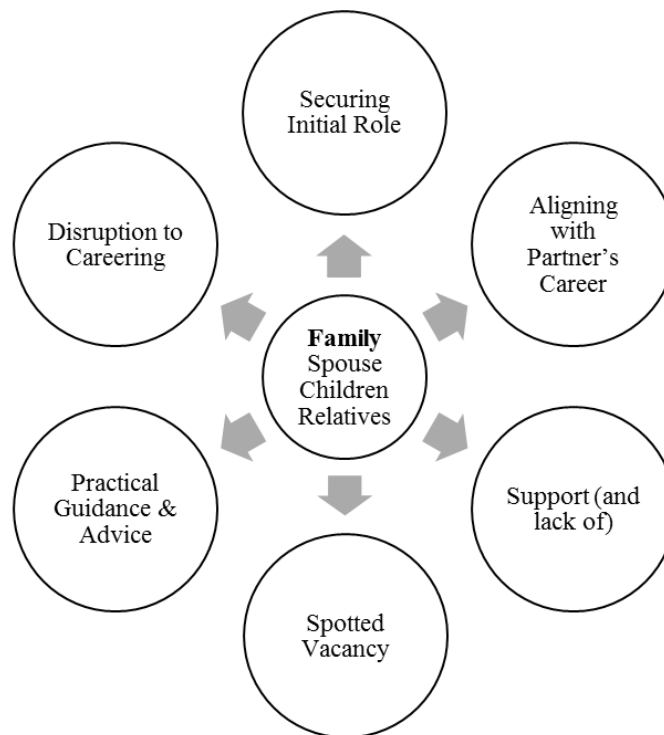 Securing
Initial Role
Disruption to
Careering
Aligning
with
Partner's
Career
Family
Spouse
Children
Relatives
Practical
Guidance &
Advice
Support (and
lack of)
Spotted
Vacancy